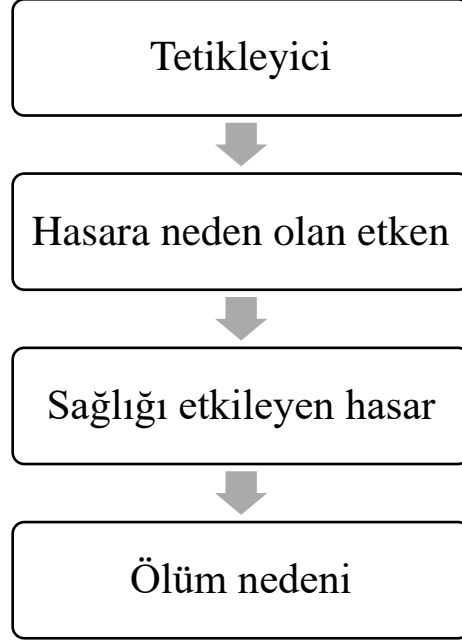 Tetikleyici
Hasara neden olan etken
Sağlığı etkileyen hasar
Ölüm nedeni